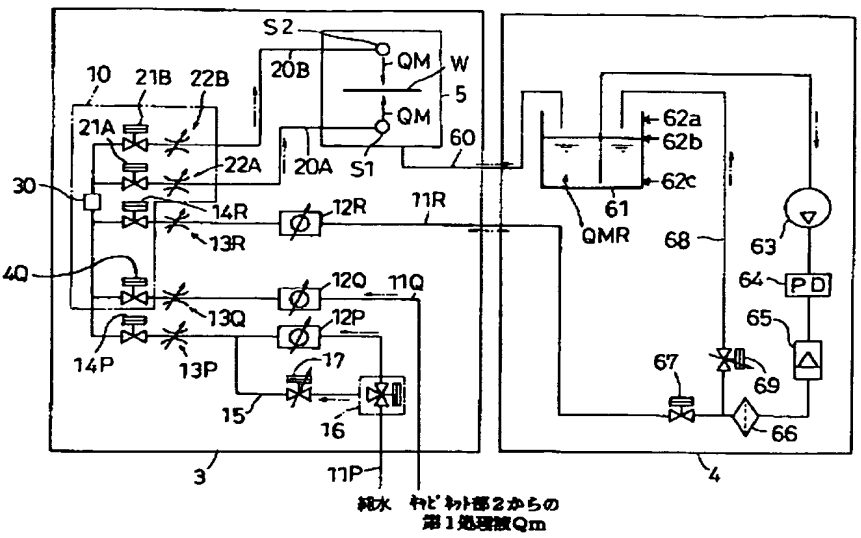 S2
20B
QM
W
QM
S1
5
20A
10
21B
22B
21A
22A
30
14R
13R
12R
11R
60
4Q
13Q
12Q
11Q
14P
13P
12P
17
15
16
11P
3
62a
62b
62c
61
QMR
68
63
64
PD
65
67
69
66
4
純水
ｷｬﾋﾞﾈｯﾄ部2からの
第1処理液Qm